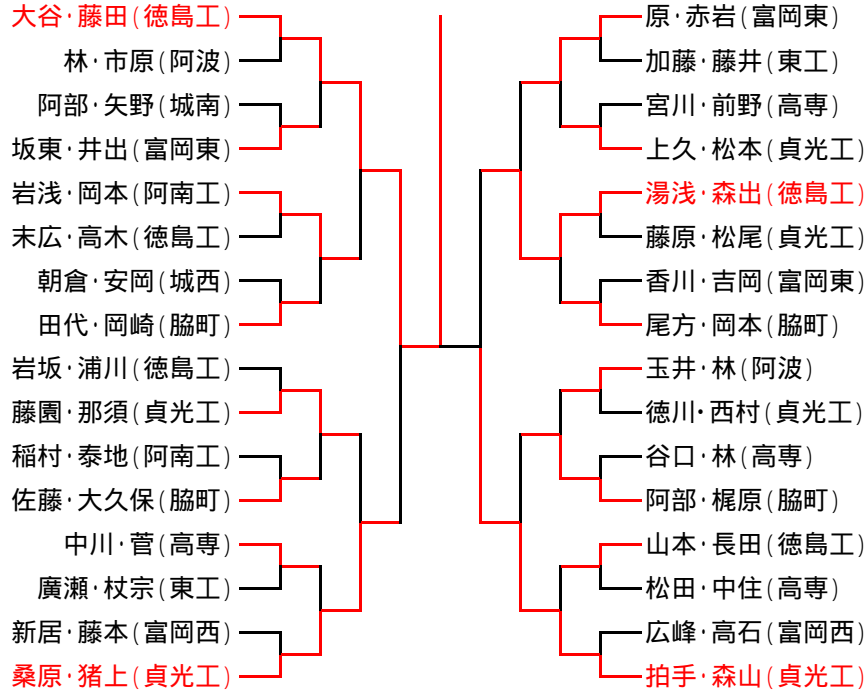 大谷・藤田(徳島工)
林・市原(阿波)
阿部・矢野(城南)
坂東・井出(富岡東)
岩浅・岡本(阿南工)
末広・高木(徳島工)
朝倉・安岡(城西)
田代・岡崎(脇町)
岩坂・浦川(徳島工)
藤園・那須(貞光工)
稲村・泰地(阿南工)
佐藤・大久保(脇町)
中川・菅(高専)
廣瀬・杖宗(東工)
新居・藤本(富岡西)
桑原・猪上(貞光工)
原・赤岩(富岡東)
加藤・藤井(東工)
宮川・前野(高専)
上久・松本(貞光工)
湯浅・森出(徳島工)
藤原・松尾(貞光工)
香川・吉岡(富岡東)
尾方・岡本(脇町)
玉井・林(阿波)
徳川・西村(貞光工)
谷口・林(高専)
阿部・梶原(脇町)
山本・長田(徳島工)
松田・中住(高専)
広峰・高石(富岡西)
拍手・森山(貞光工)